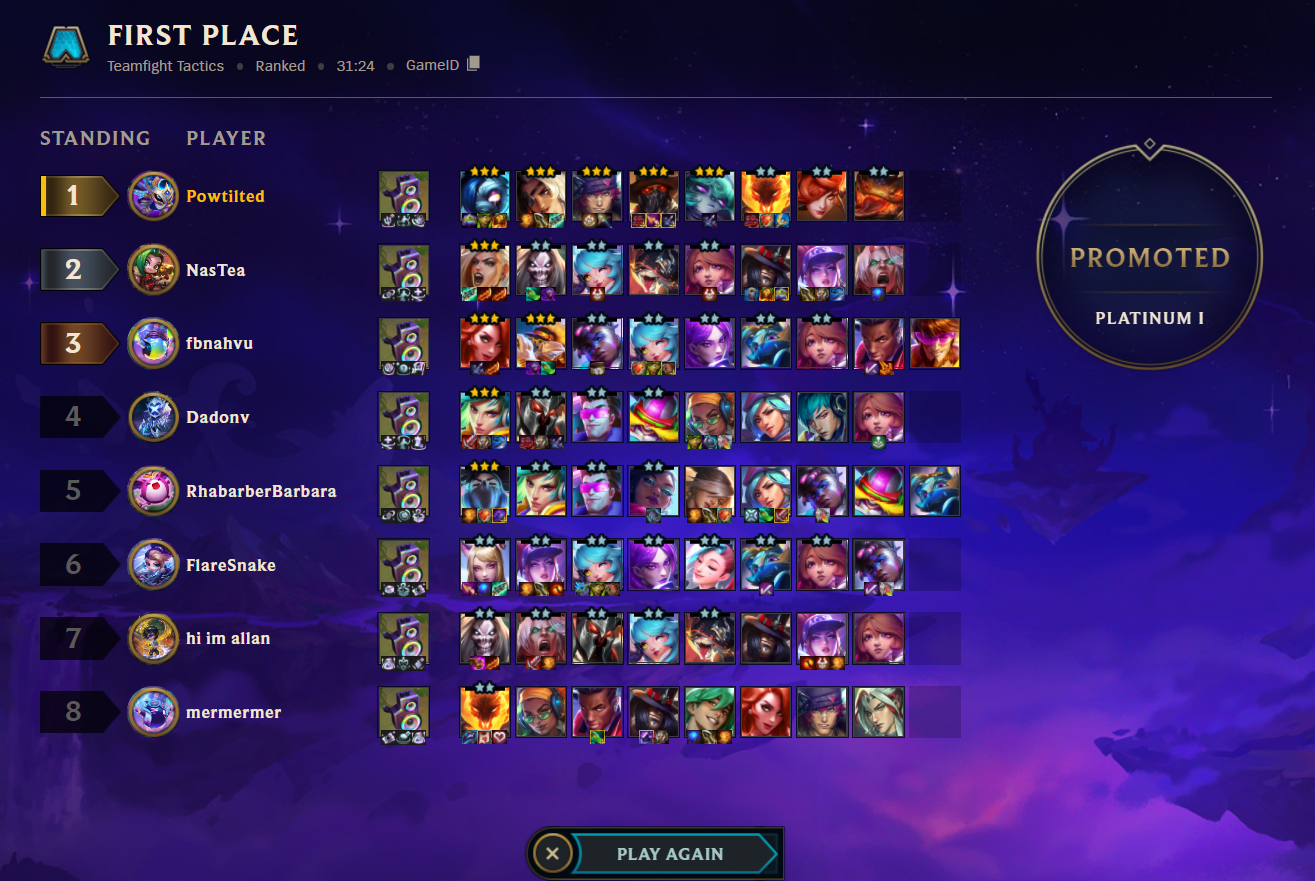 FIRST PLACE
Teamfight Tactics • Ranked • 31:24 • GameID
STANDING PLAYER
1 Powtilted
2 NasTea
3 fbnahvu
4 Dadonv
5 RhabarberBarbara
6 FlareSnake
7 hi im allan
8 mermermer
PROMOTED
PLATINUM I
PLAY AGAIN